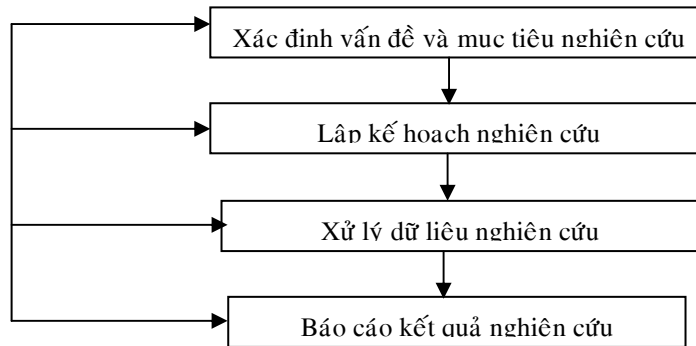 Xác định vấn đề và mục tiêu nghiên cứu
Lập kế hoạch nghiên cứu
Xử lý dữ liệu nghiên cứu
Báo cáo kết quả nghiên cứu